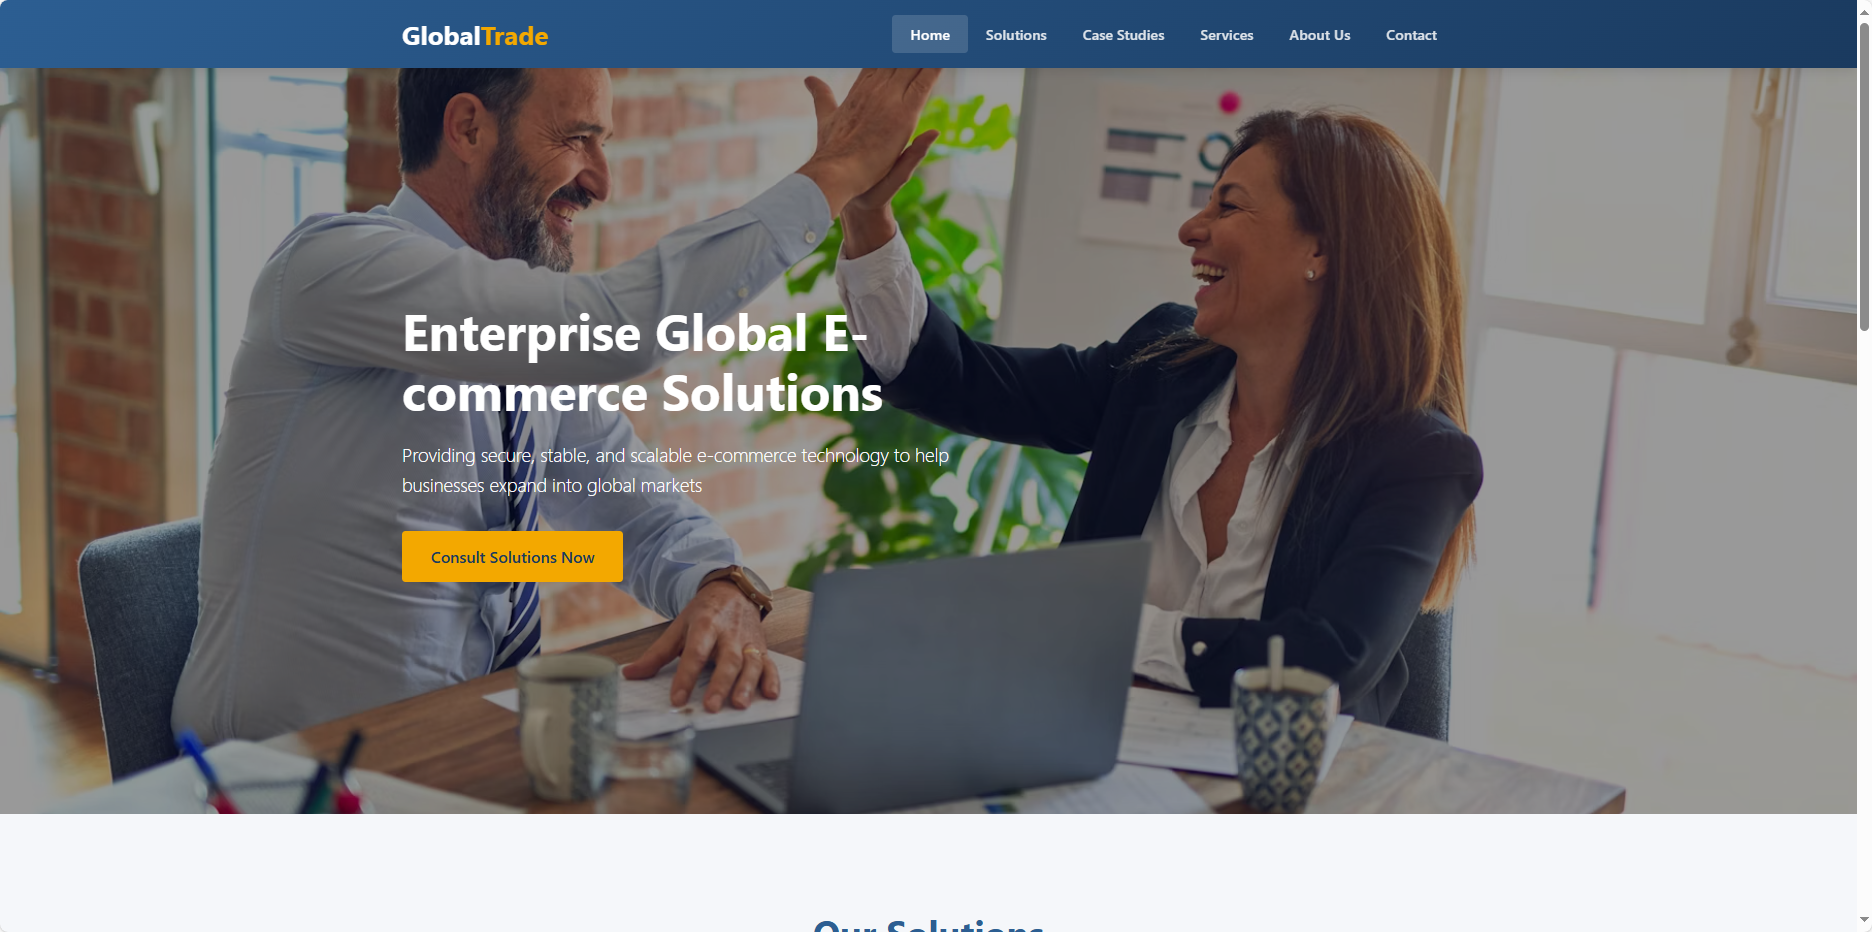 GlobalTrade
Home Solutions Case Studies Services About Us Contact
Enterprise Global E-
commerce Solutions
Providing secure, stable, and scalable e-commerce technology to help
businesses expand into global markets
Consult Solutions Now
Our Solutions